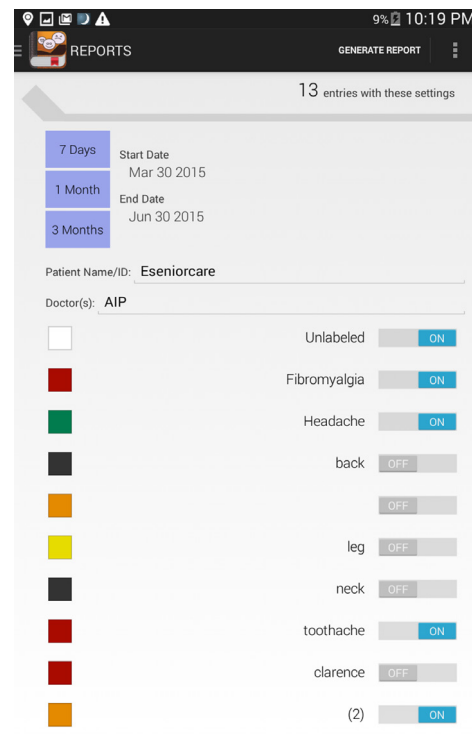 9% 10:19 PM
REPORTS GENERATE REPORT
13 entries with these settings
7 Days
Start Date
Mar 30 2015
1 Month
End Date
Jun 30 2015
3 Months
Patient Name/ID: Eseniorcare
Doctor(s): AIP
Unlabeled ON
Fibromyalgia ON
Headache ON
back OFF
OFF
leg OFF
neck OFF
toothache ON
clarence OFF
(2) ON